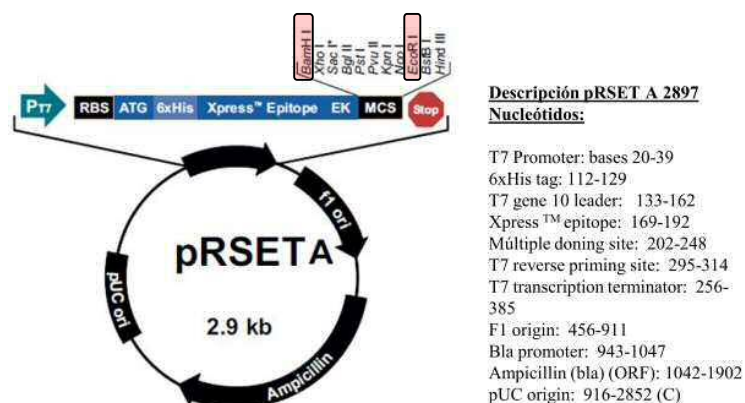 BamH I
Xho I
Sac I*
Bgl II
Pst I
Pvu II
Kpn I
Nco I
EcoR I
BstB I
Hind III
PT7
RBS
ATG
6xHis
Xpress™ Epitope
EK
MCS
Stop
f1 ori
pRSET A
pUC ori
2.9 kb
Ampicillin
Descripción pRSET A 2897
Nucleótidos:
T7 Promoter: bases 20-39
6xHis tag: 112-129
T7 gene 10 leader: 133-162
Xpress ™ epitope: 169-192
Múltiple doning site: 202-248
T7 reverse priming site: 295-314
T7 transcription terminator: 256-
385
F1 origin: 456-911
Bla promoter: 943-1047
Ampicillin (bla) (ORF): 1042-1902
pUC origin: 916-2852 (C)